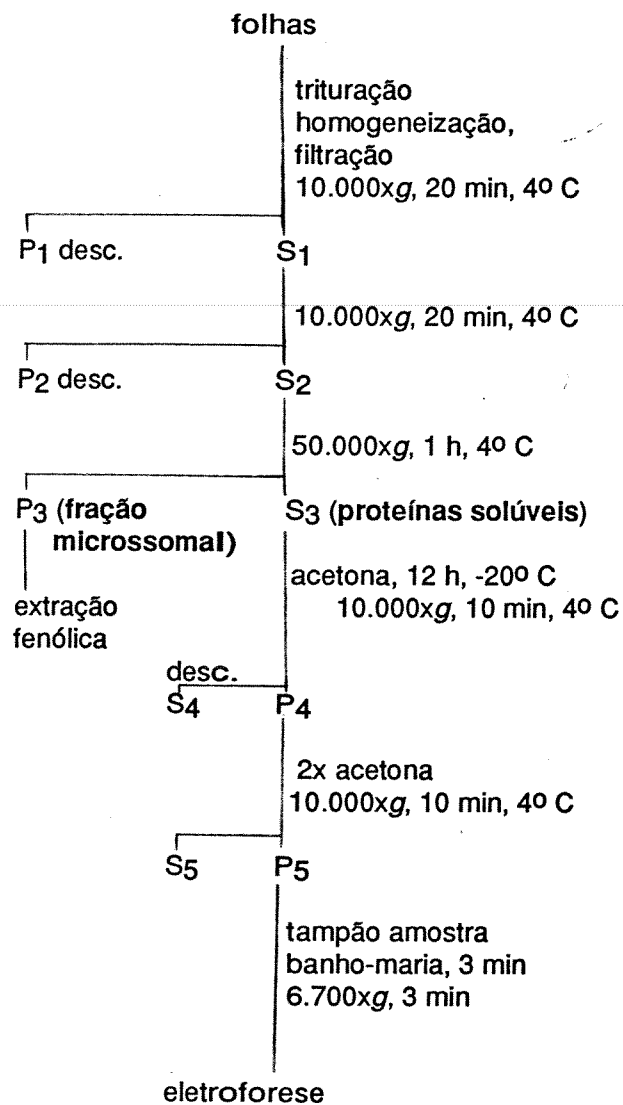 folhas
trituração
homogeneização,
filtração
10.000xg, 20 min, 4º C
P1 desc.
S1
10.000xg, 20 min, 4º C
P2 desc.
S2
50.000xg, 1 h, 4º C
P3 (fração
microssomal)
S3 (proteínas solúveis)
extração
fenólica
acetona, 12 h, -20º C
10.000xg, 10 min, 4º C
desc.
S4
P4
2x acetona
10.000xg, 10 min, 4º C
S5
P5
tampão amostra
banho-maria, 3 min
6.700xg, 3 min
eletroforese